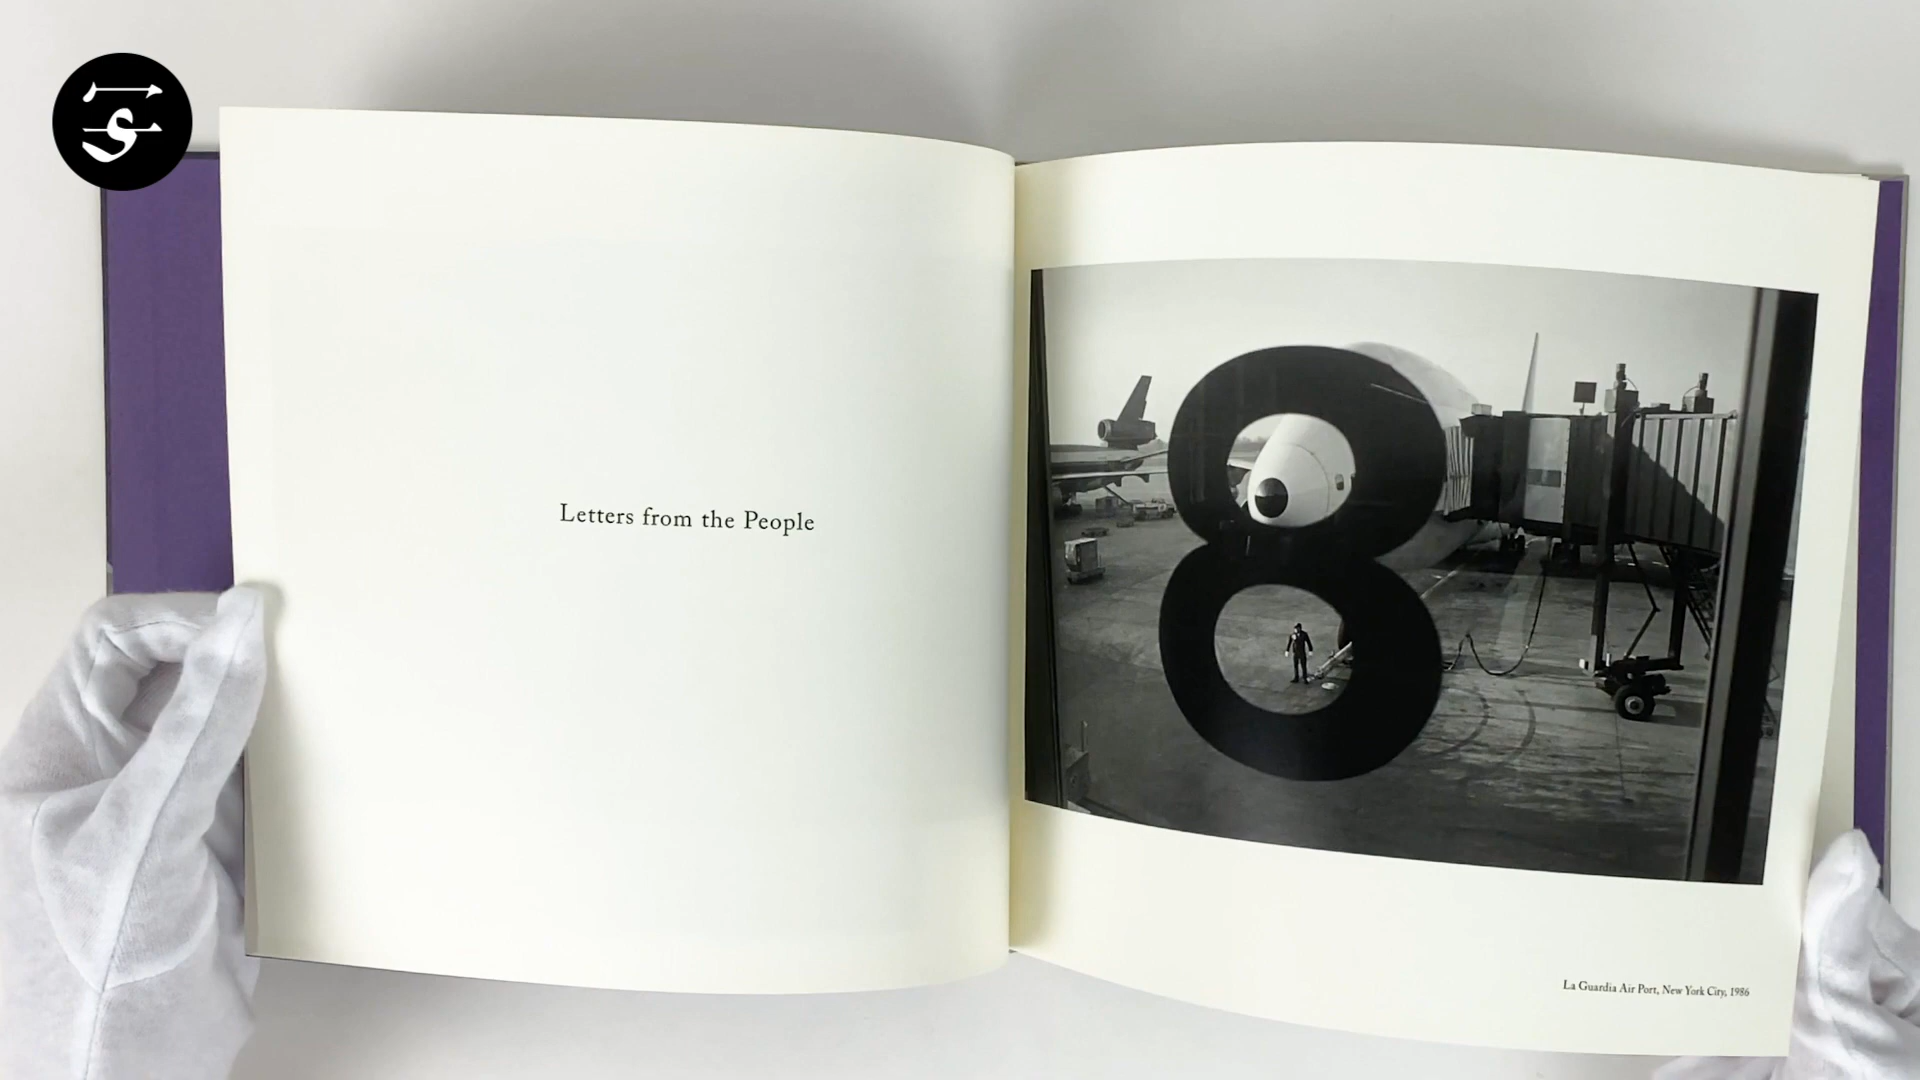 Letters from the People
8
La Guardia Air Port, New York City, 1986